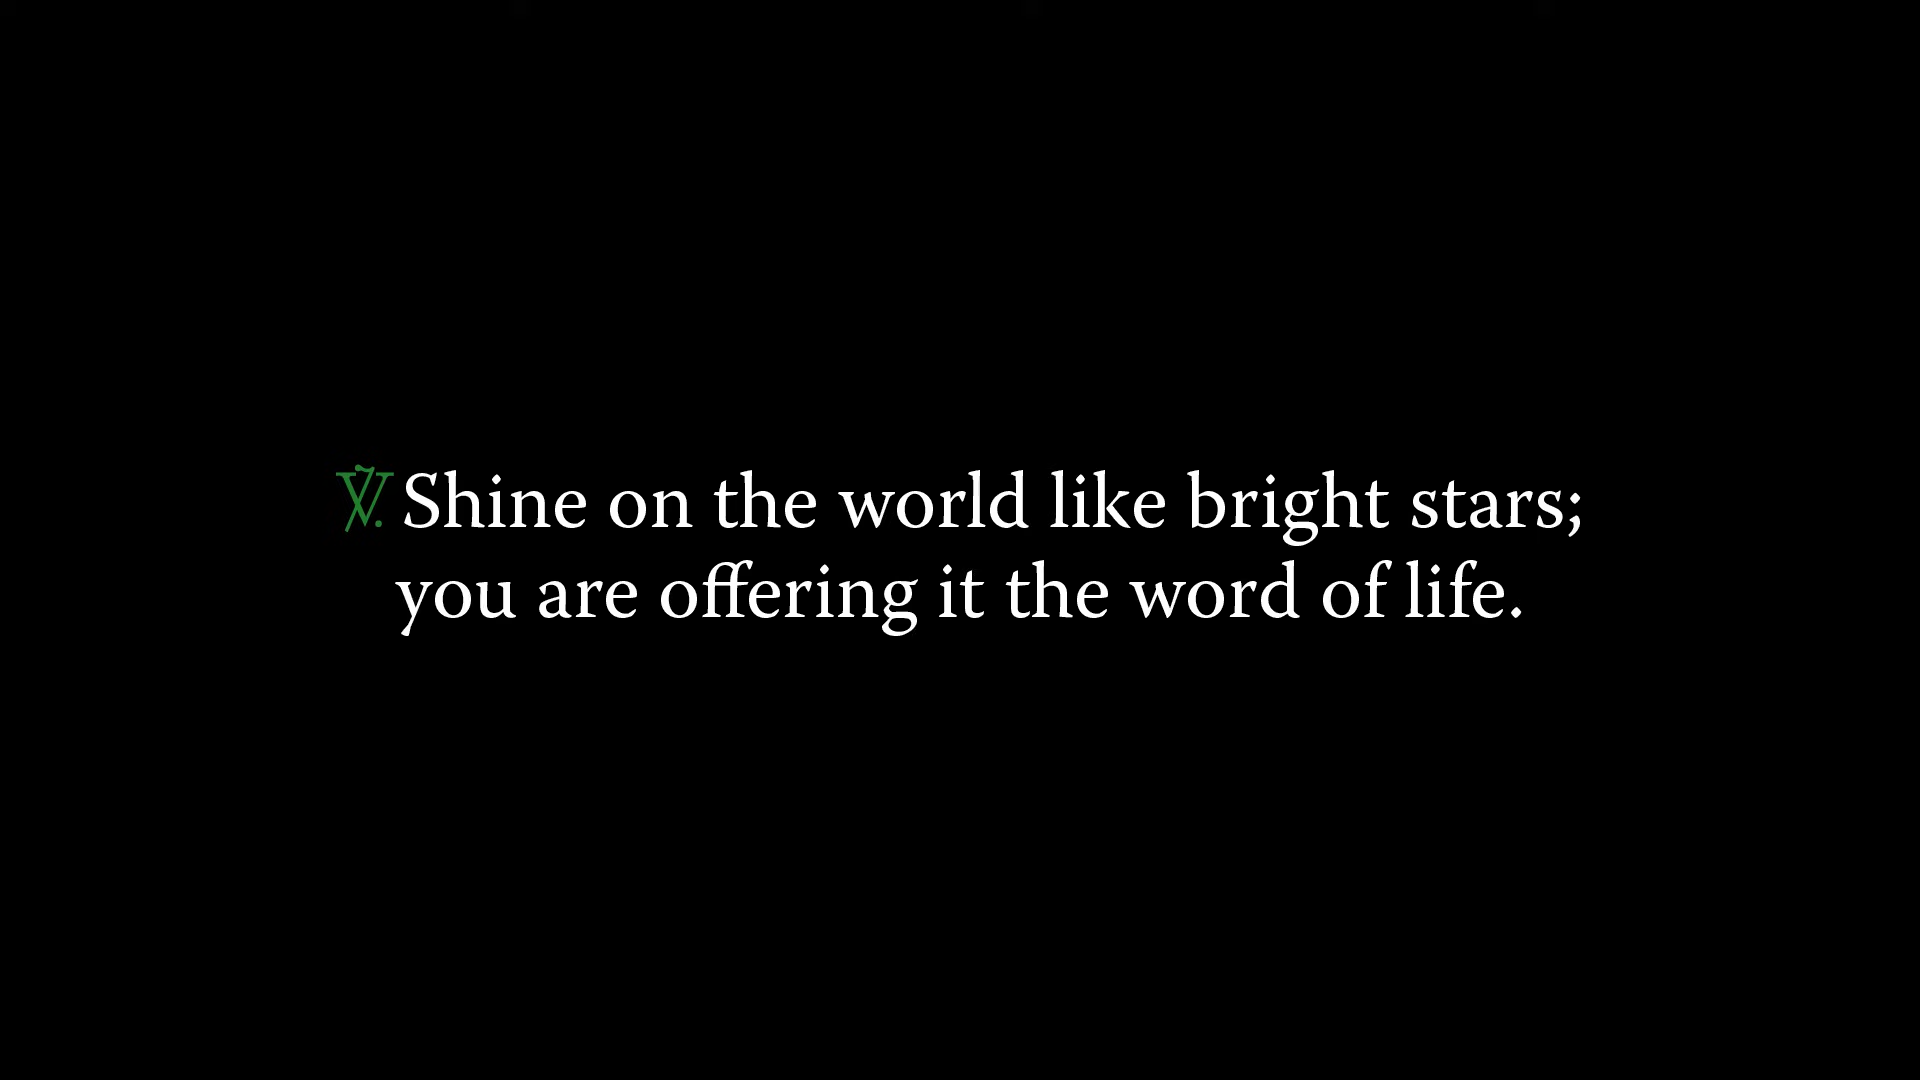 ℣. Shine on the world like bright stars;
you are offering it the word of life.